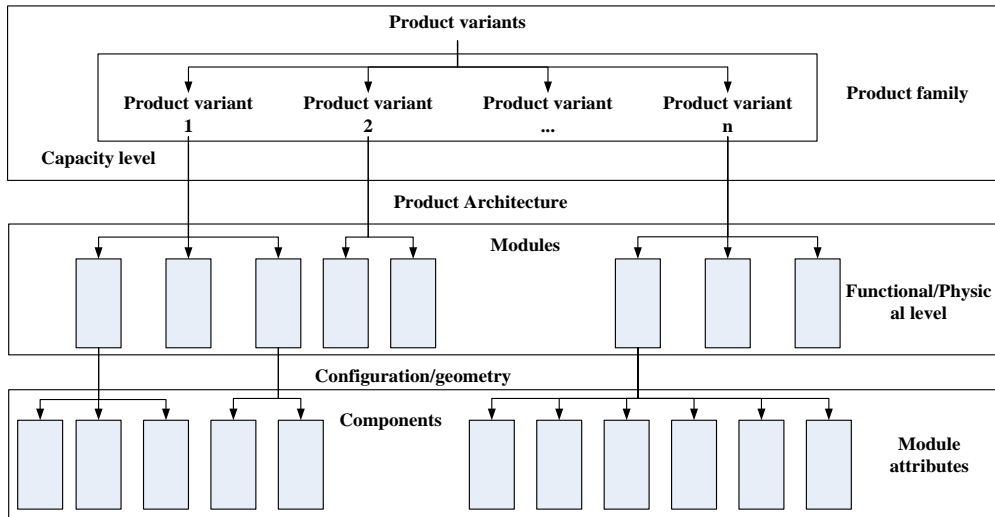 Product variants
Product variant
1
Product variant
2
Product variant
...
Product variant
n
Product family
Capacity level
Product Architecture
Modules
Functional/Physic
al level
Configuration/geometry
Components
Module
attributes